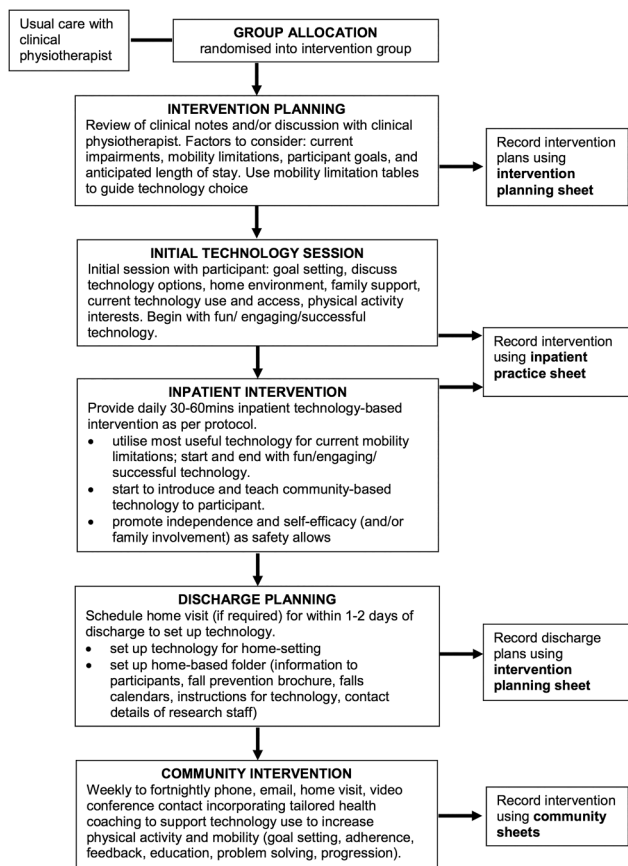 Usual care with
clinical
physiotherapist
GROUP ALLOCATION
randomised into intervention group
INTERVENTION PLANNING
Review of clinical notes and/or discussion with clinical
physiotherapist. Factors to consider: current
impairments, mobility limitations, participant goals, and
anticipated length of stay. Use mobility limitation tables
to guide technology choice
Record intervention
plans using
intervention
planning sheet
INITIAL TECHNOLOGY SESSION
Initial session with participant: goal setting, discuss
technology options, home environment, family support,
current technology use and access, physical activity
interests. Begin with fun/ engaging/successful
technology.
Record intervention
using inpatient
practice sheet
INPATIENT INTERVENTION
Provide daily 30-60mins inpatient technology-based
intervention as per protocol.
• utilise most useful technology for current mobility
limitations; start and end with fun/engaging/
successful technology.
• start to introduce and teach community-based
technology to participant.
• promote independence and self-efficacy (and/or
family involvement) as safety allows
DISCHARGE PLANNING
Schedule home visit (if required) for within 1-2 days of
discharge to set up technology.
• set up technology for home-setting
• set up home-based folder (information to
participants, fall prevention brochure, falls
calendars, instructions for technology, contact
details of research staff)
Record discharge
plans using
intervention
planning sheet
COMMUNITY INTERVENTION
Weekly to fortnightly phone, email, home visit, video
conference contact incorporating tailored health
coaching to support technology use to increase
physical activity and mobility (goal setting, adherence,
feedback, education, problem solving, progression).
Record intervention
using community
sheets